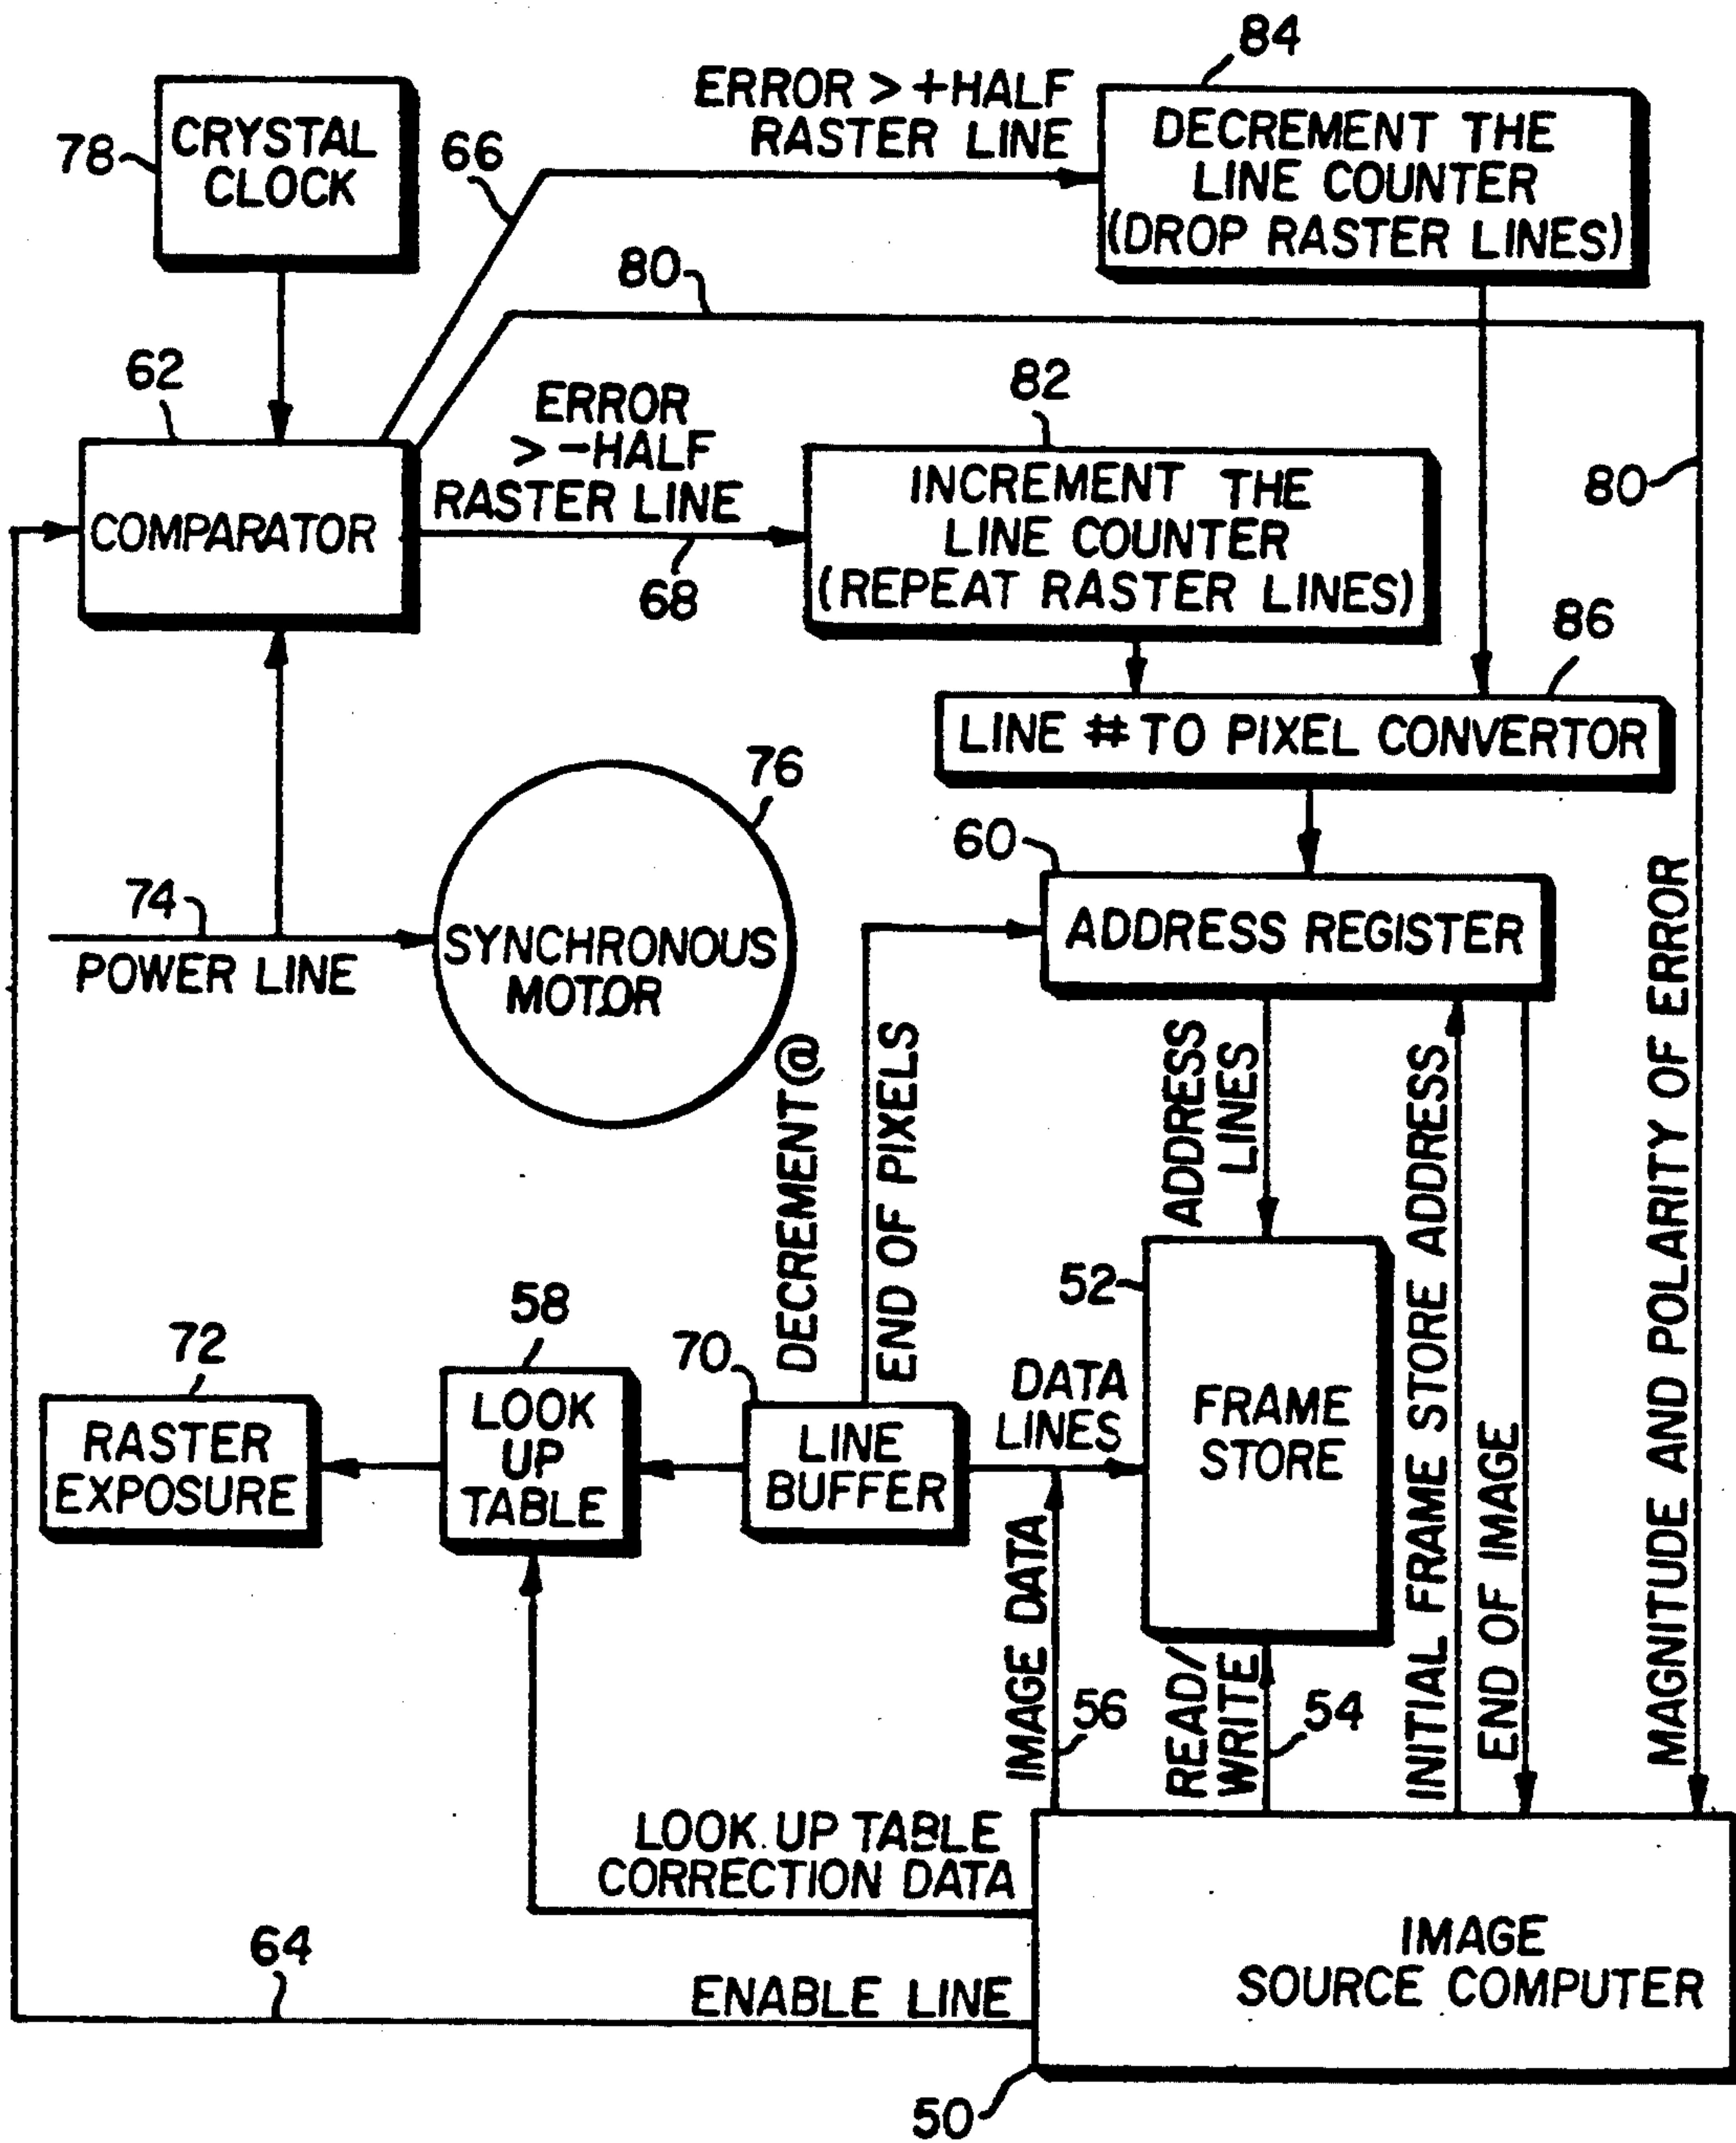 84
ERROR > +HALF
RASTER LINE
DECREMENT THE
LINE COUNTER
(DROP RASTER LINES)
78
CRYSTAL
CLOCK
66
80
62
ERROR
> -HALF
RASTER LINE
82
INCREMENT THE
LINE COUNTER
(REPEAT RASTER LINES)
80
COMPARATOR
68
86
LINE # TO PIXEL CONVERTOR
76
60
74
POWER LINE
SYNCHRONOUS
MOTOR
ADDRESS REGISTER
DECREMENT@
END OF PIXELS
ADDRESS
LINES
INITIAL FRAME STORE ADDRESS
END OF IMAGE
MAGNITUDE AND POLARITY OF ERROR
52
58
72
70
DATA
LINES
FRAME
STORE
RASTER
EXPOSURE
LOOK
UP
TABLE
LINE
BUFFER
IMAGE DATA
56
READ/
WRITE
54
LOOK UP TABLE
CORRECTION DATA
64
ENABLE LINE
IMAGE
SOURCE COMPUTER
50